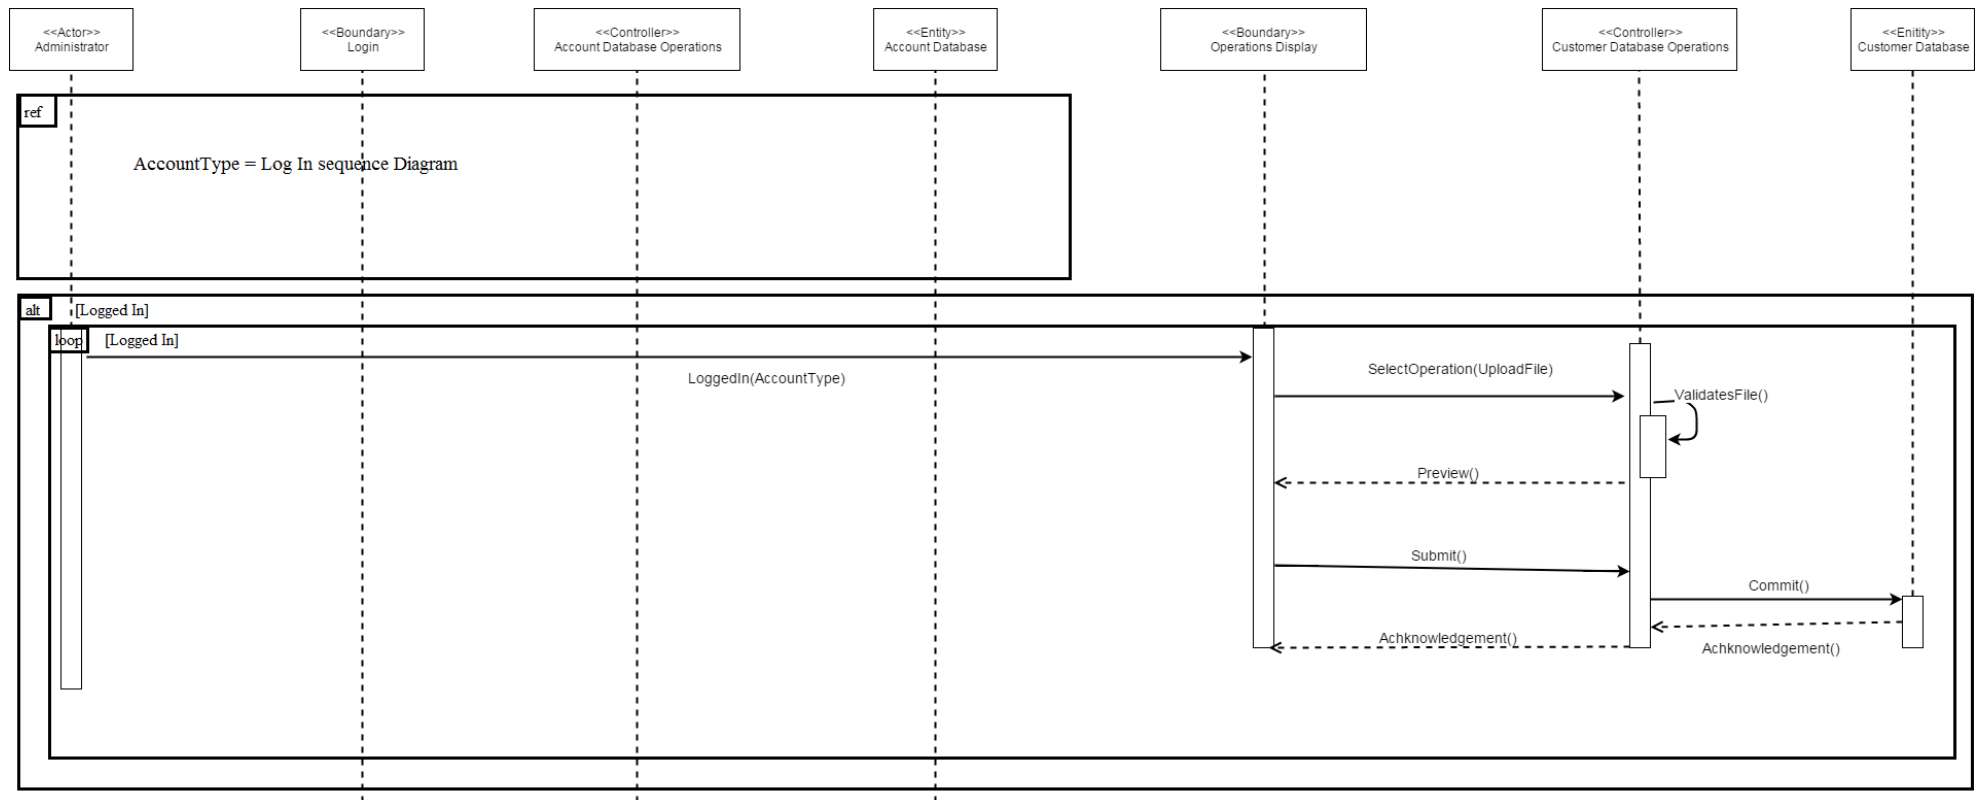 <<Actor>>
Administrator
<<Boundary>>
Login
<<Controller>>
Account Database Operations
<<Entity>>
Account Database
<<Boundary>>
Operations Display
<<Controller>>
Customer Database Operations
<<Enitity>>
Customer Database
ref
AccountType = Log In sequence Diagram
alt
[Logged In]
loop
[Logged In]
LoggedIn(AccountType)
SelectOperation(UploadFile)
ValidatesFile()
Preview()
Submit()
Commit()
Achknowledgement()
Achknowledgement()